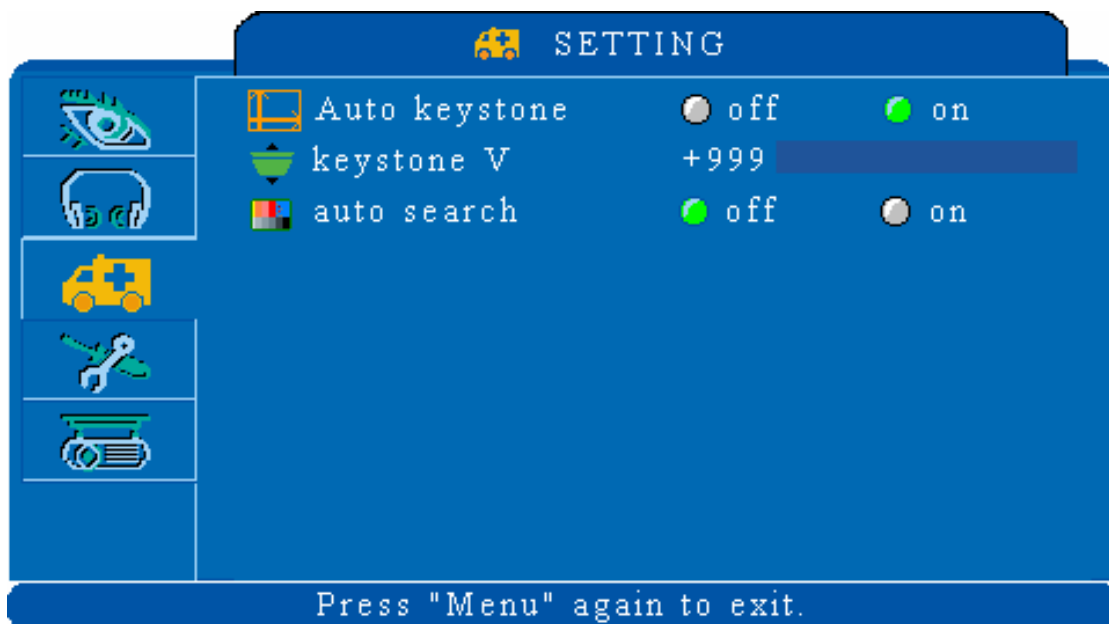 SETTING
Auto keystone off on
keystone V +999
auto search off on
Press "Menu" again to exit.